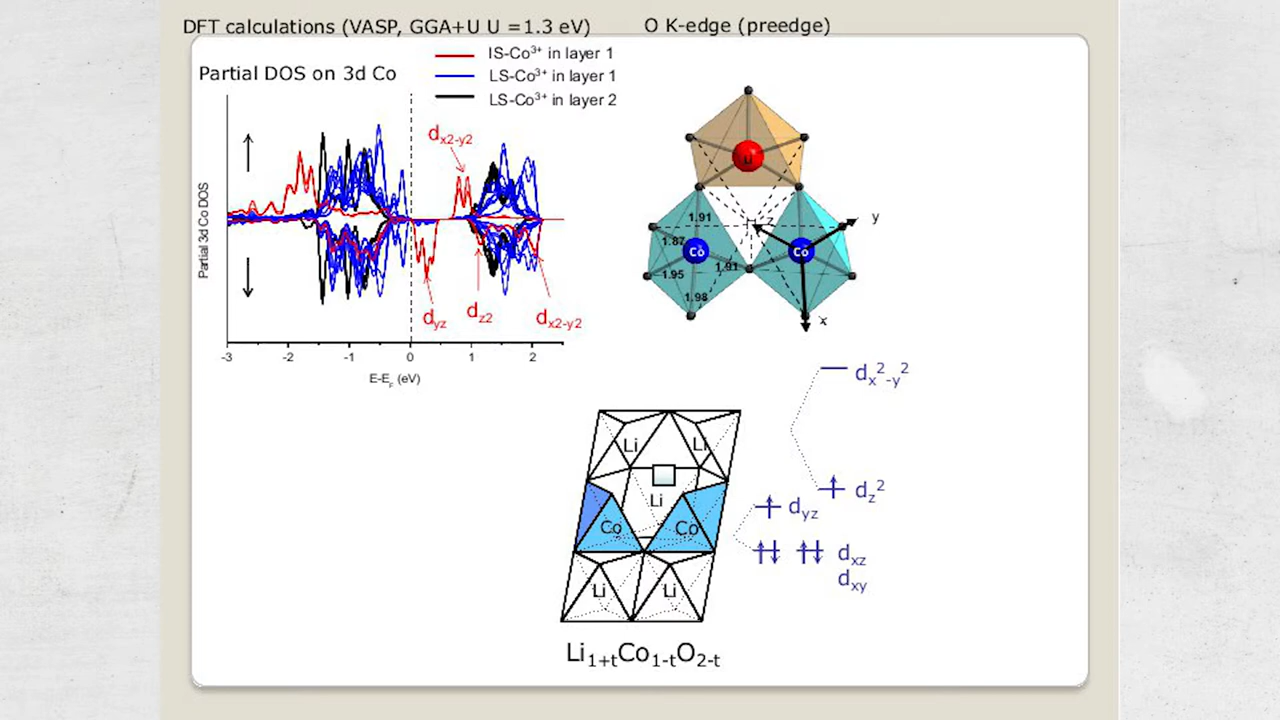 DFT calculations (VASP, GGA+U U =1.3 eV)
O K-edge (preedge)
IS-Co³⁺ in layer 1
LS-Co³⁺ in layer 1
LS-Co³⁺ in layer 2
Partial DOS on 3d Co
Partial 3d Co DOS
dx2-y2
dyz
dz2
dx2-y2
-3 -2 -1 0 1 2
E-EF (eV)
Li
1.91
1.87
Co
1.95
1.91
1.98
Co
z
y
x
dx²-y²
dz²
dyz
dxz
dxy
Li Li
Li
Co Co
Li Li
Li1+tCo1-tO2-t